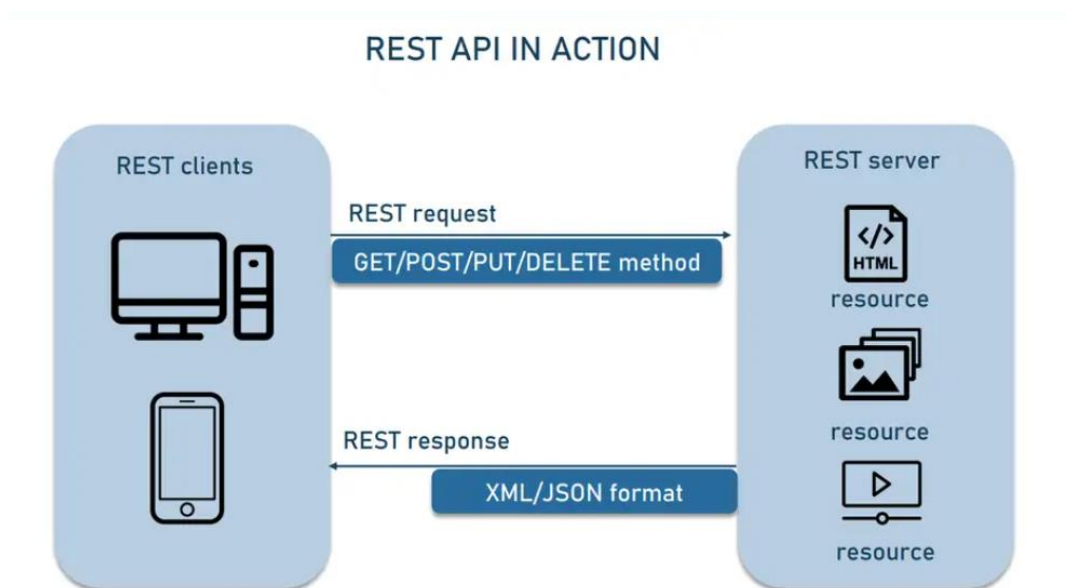 REST API IN ACTION
REST clients
REST server
REST request
GET/POST/PUT/DELETE method
</>
HTML
resource
resource
REST response
XML/JSON format
resource